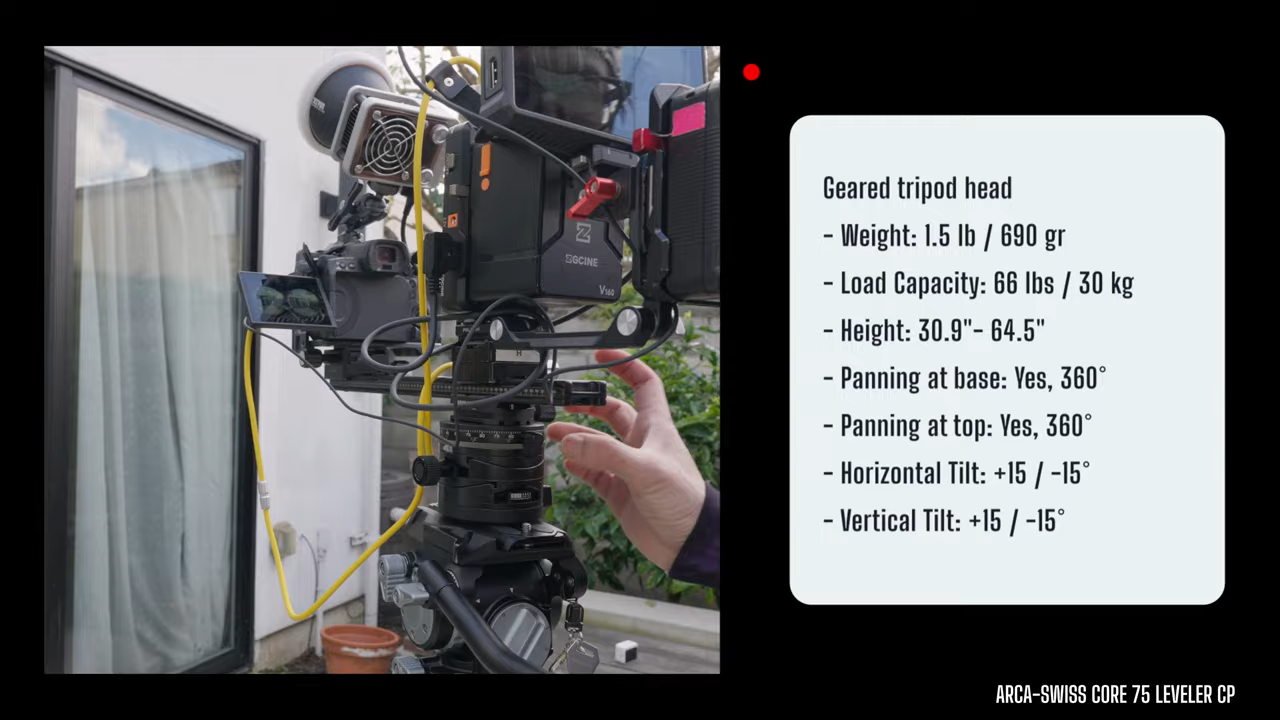 ZGCINE
V160
H
Geared tripod head
- Weight: 1.5 lb / 690 gr
- Load Capacity: 66 lbs / 30 kg
- Height: 30.9"- 64.5"
- Panning at base: Yes, 360°
- Panning at top: Yes, 360°
- Horizontal Tilt: +15 / -15°
- Vertical Tilt: +15 / -15°
ARCA-SWISS CORE 75 LEVELER CP